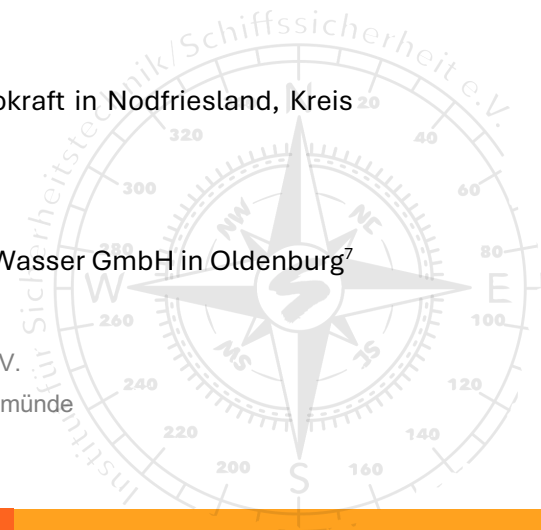 okraft in Nodfriesland, Kreis
Wasser GmbH in Oldenburg⁷
V.
münde
Institut für Sicherheitstechnik/Schiffssicherheit e.V.
N
20
40
60
80
E
100
120
140
160
S
200
220
240
260
W
280
300
320
NW
NE
SW
SE